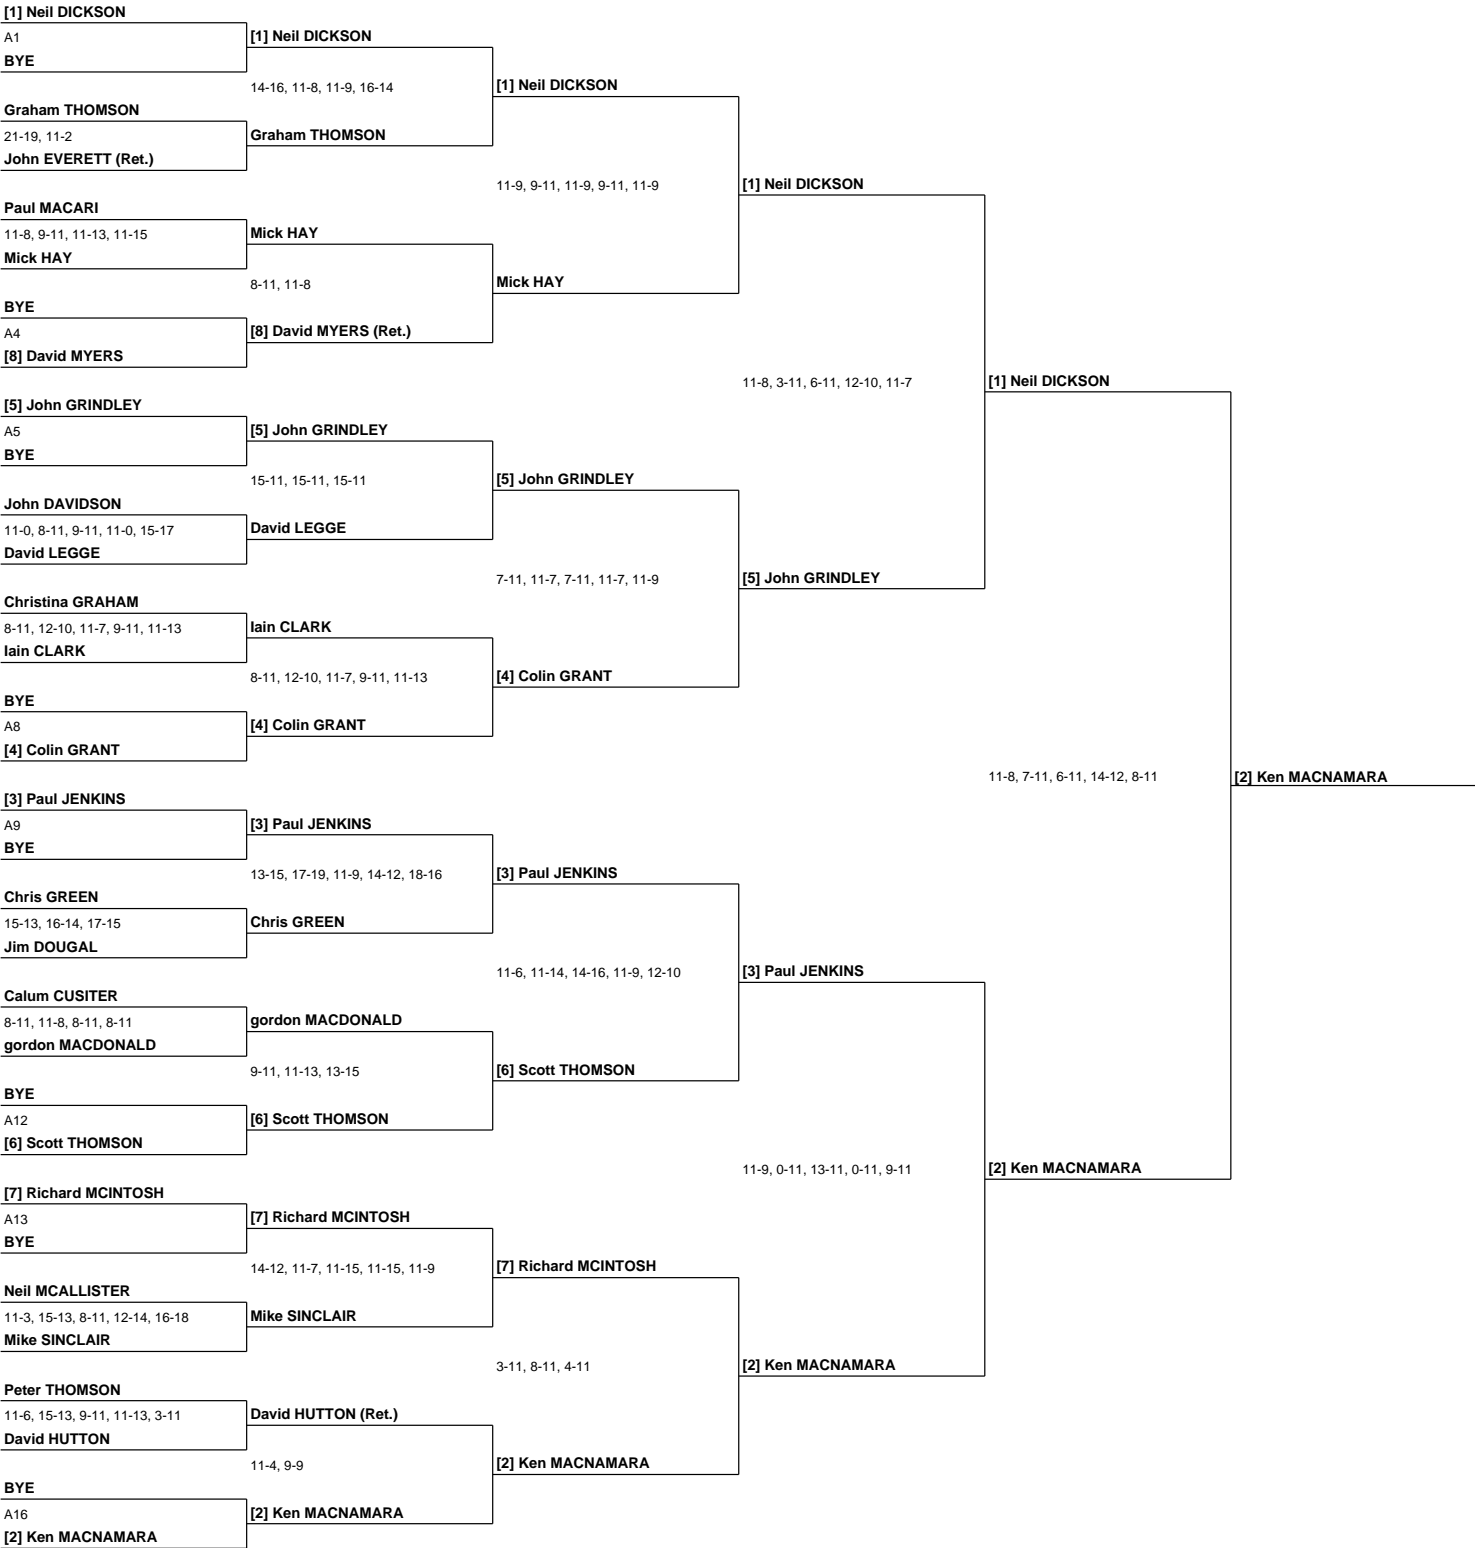 [1] Neil DICKSON
A1
BYE
Graham THOMSON
21-19, 11-2
John EVERETT (Ret.)
Paul MACARI
11-8, 9-11, 11-13, 11-15
Mick HAY
BYE
A4
[8] David MYERS
[5] John GRINDLEY
A5
BYE
John DAVIDSON
11-0, 8-11, 9-11, 11-0, 15-17
David LEGGE
Christina GRAHAM
8-11, 12-10, 11-7, 9-11, 11-13
Iain CLARK
BYE
A8
[4] Colin GRANT
[3] Paul JENKINS
A9
BYE
Chris GREEN
15-13, 16-14, 17-15
Jim DOUGAL
Calum CUSITER
8-11, 11-8, 8-11, 8-11
gordon MACDONALD
BYE
A12
[6] Scott THOMSON
[7] Richard MCINTOSH
A13
BYE
Neil MCALLISTER
11-3, 15-13, 8-11, 12-14, 16-18
Mike SINCLAIR
Peter THOMSON
11-6, 15-13, 9-11, 11-13, 3-11
David HUTTON
BYE
A16
[2] Ken MACNAMARA
[1] Neil DICKSON
14-16, 11-8, 11-9, 16-14
Graham THOMSON
Mick HAY
8-11, 11-8
[8] David MYERS (Ret.)
[5] John GRINDLEY
15-11, 15-11, 15-11
David LEGGE
Iain CLARK
8-11, 12-10, 11-7, 9-11, 11-13
[4] Colin GRANT
[3] Paul JENKINS
13-15, 17-19, 11-9, 14-12, 18-16
Chris GREEN
gordon MACDONALD
9-11, 11-13, 13-15
[6] Scott THOMSON
[7] Richard MCINTOSH
14-12, 11-7, 11-15, 11-15, 11-9
Mike SINCLAIR
David HUTTON (Ret.)
11-4, 9-9
[2] Ken MACNAMARA
[1] Neil DICKSON
11-9, 9-11, 11-9, 9-11, 11-9
Mick HAY
[5] John GRINDLEY
7-11, 11-7, 7-11, 11-7, 11-9
[4] Colin GRANT
[3] Paul JENKINS
11-6, 11-14, 14-16, 11-9, 12-10
[6] Scott THOMSON
[7] Richard MCINTOSH
3-11, 8-11, 4-11
[2] Ken MACNAMARA
[1] Neil DICKSON
11-8, 3-11, 6-11, 12-10, 11-7
[5] John GRINDLEY
[3] Paul JENKINS
11-9, 0-11, 13-11, 0-11, 9-11
[2] Ken MACNAMARA
[1] Neil DICKSON
11-8, 7-11, 6-11, 14-12, 8-11
[2] Ken MACNAMARA
[2] Ken MACNAMARA